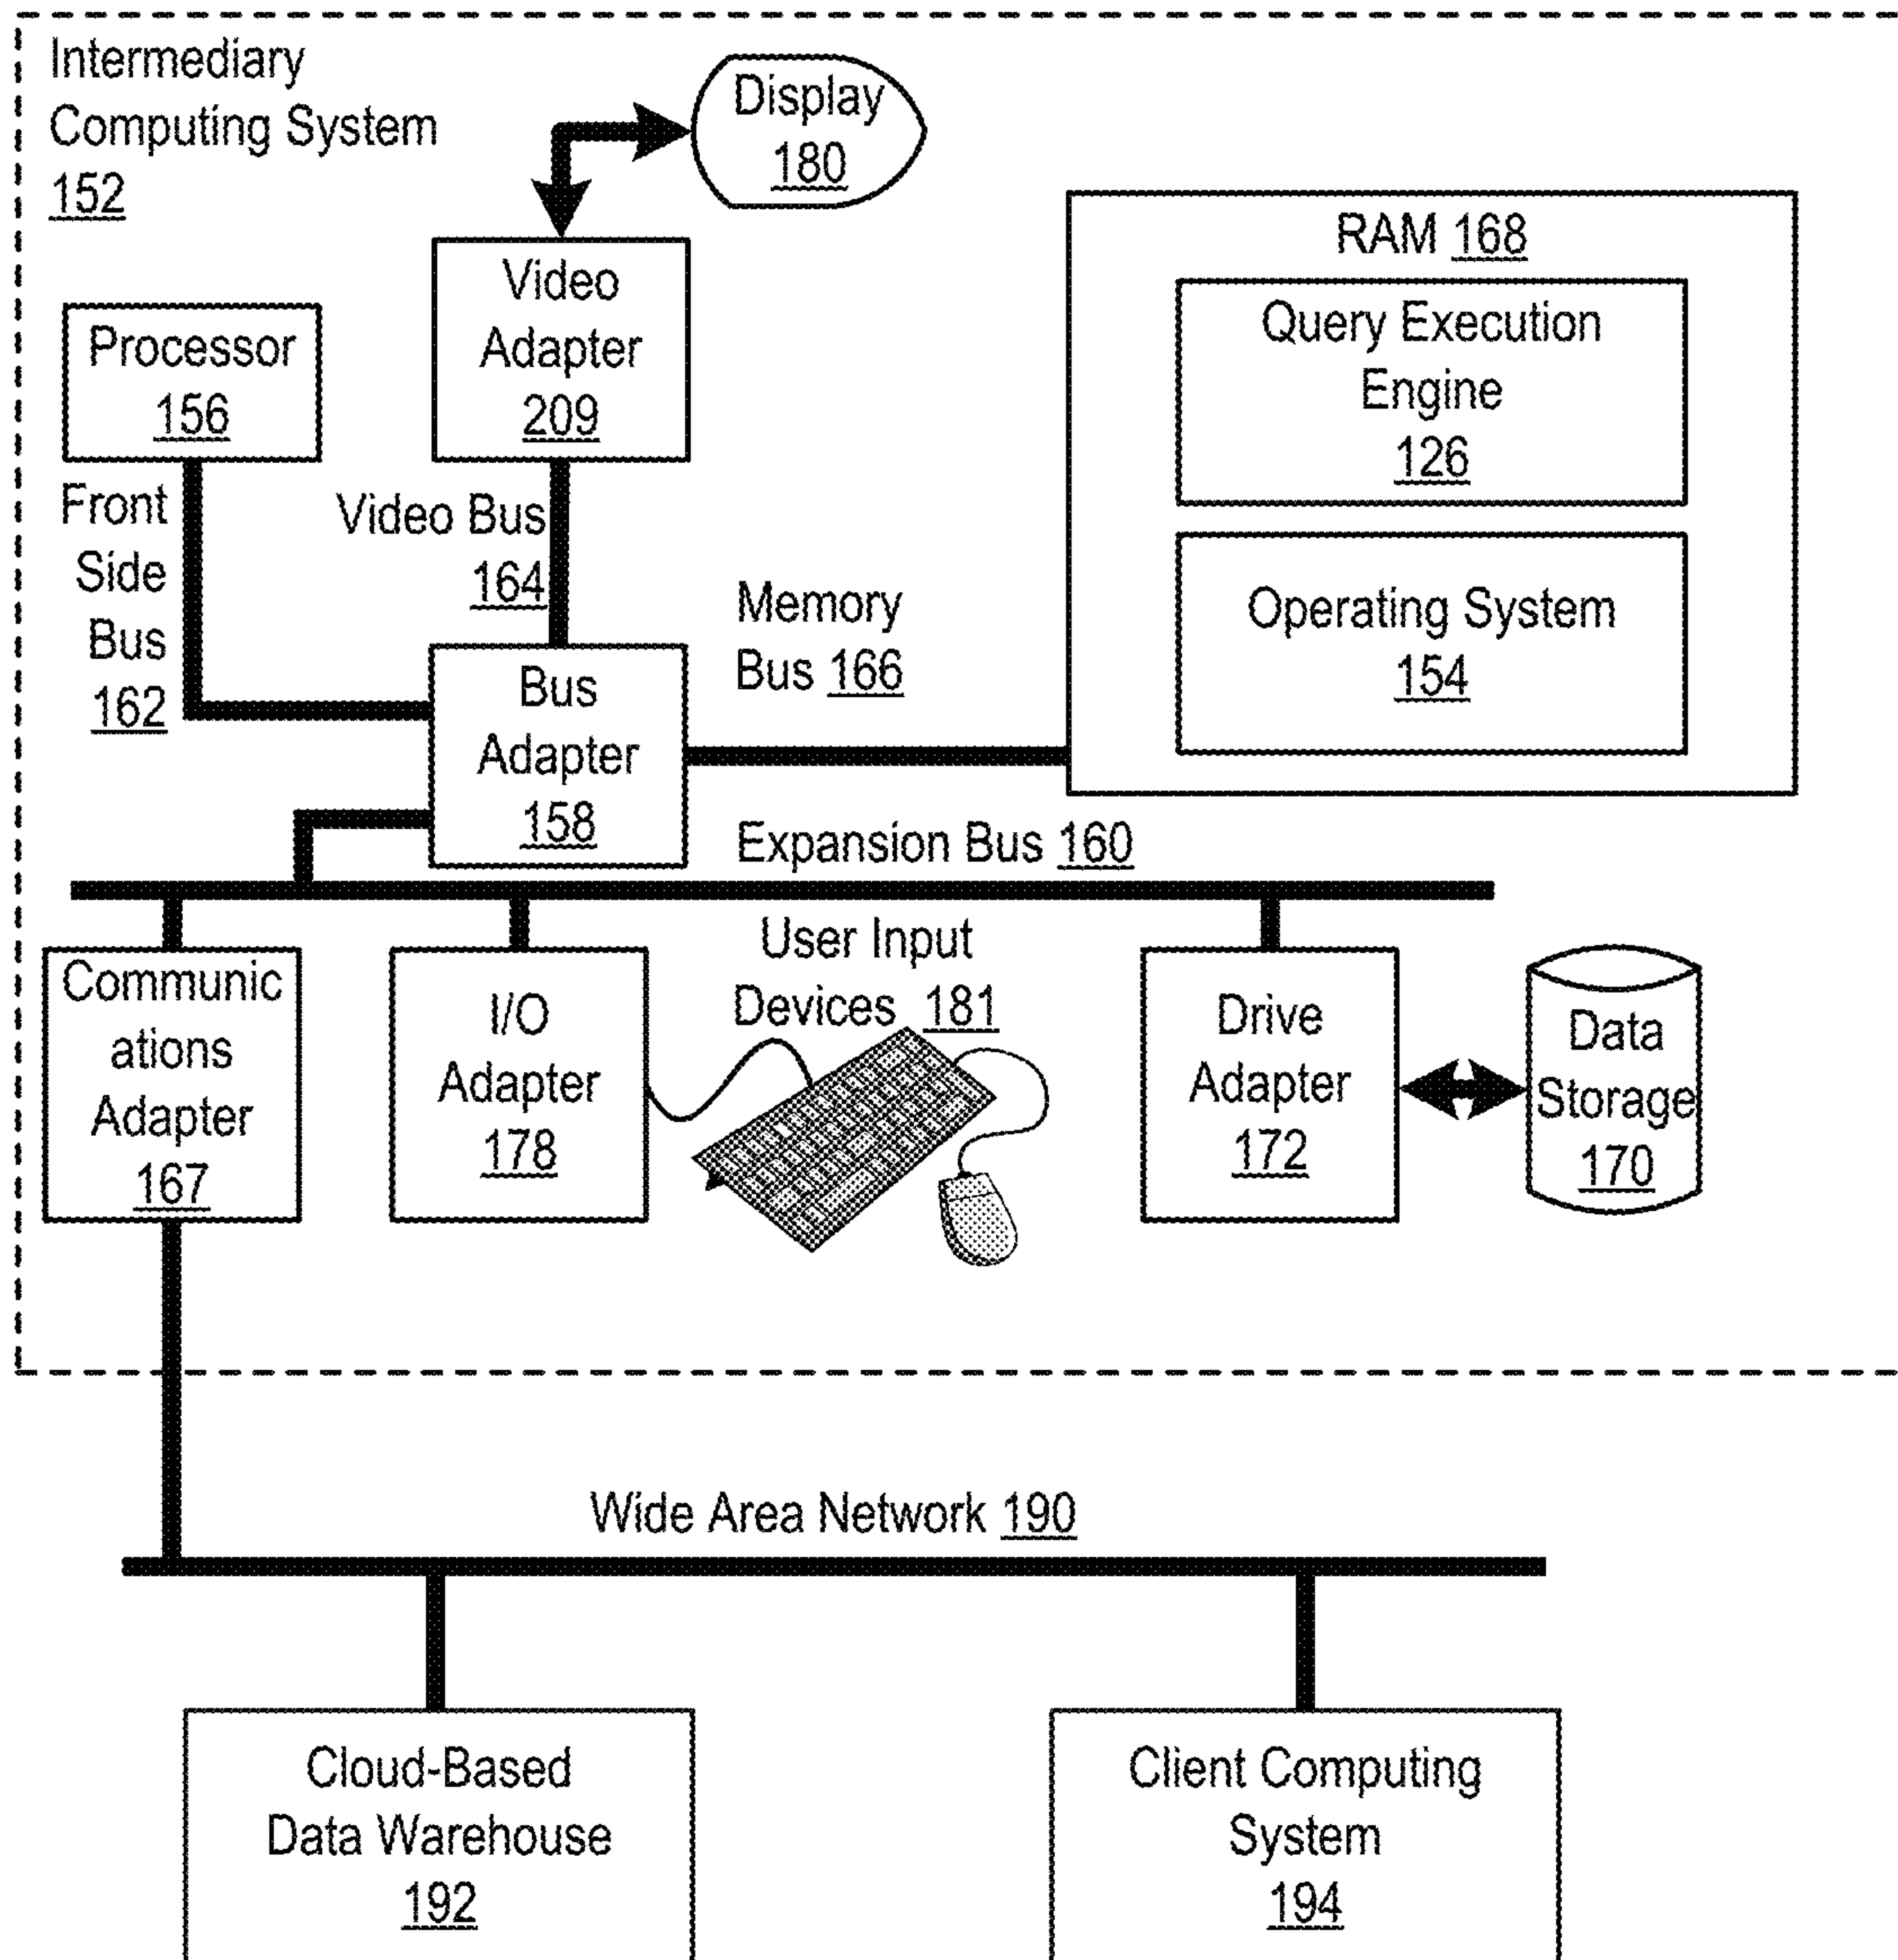 Intermediary
Computing System
152
Display
180
Video
Adapter
209
Processor
156
RAM 168
Query Execution
Engine
126
Operating System
154
Front
Side
Bus
162
Video Bus
164
Memory
Bus 166
Bus
Adapter
158
Expansion Bus 160
Communic
ations
Adapter
167
I/O
Adapter
178
User Input
Devices 181
Drive
Adapter
172
Data
Storage
170
Wide Area Network 190
Cloud-Based
Data Warehouse
192
Client Computing
System
194